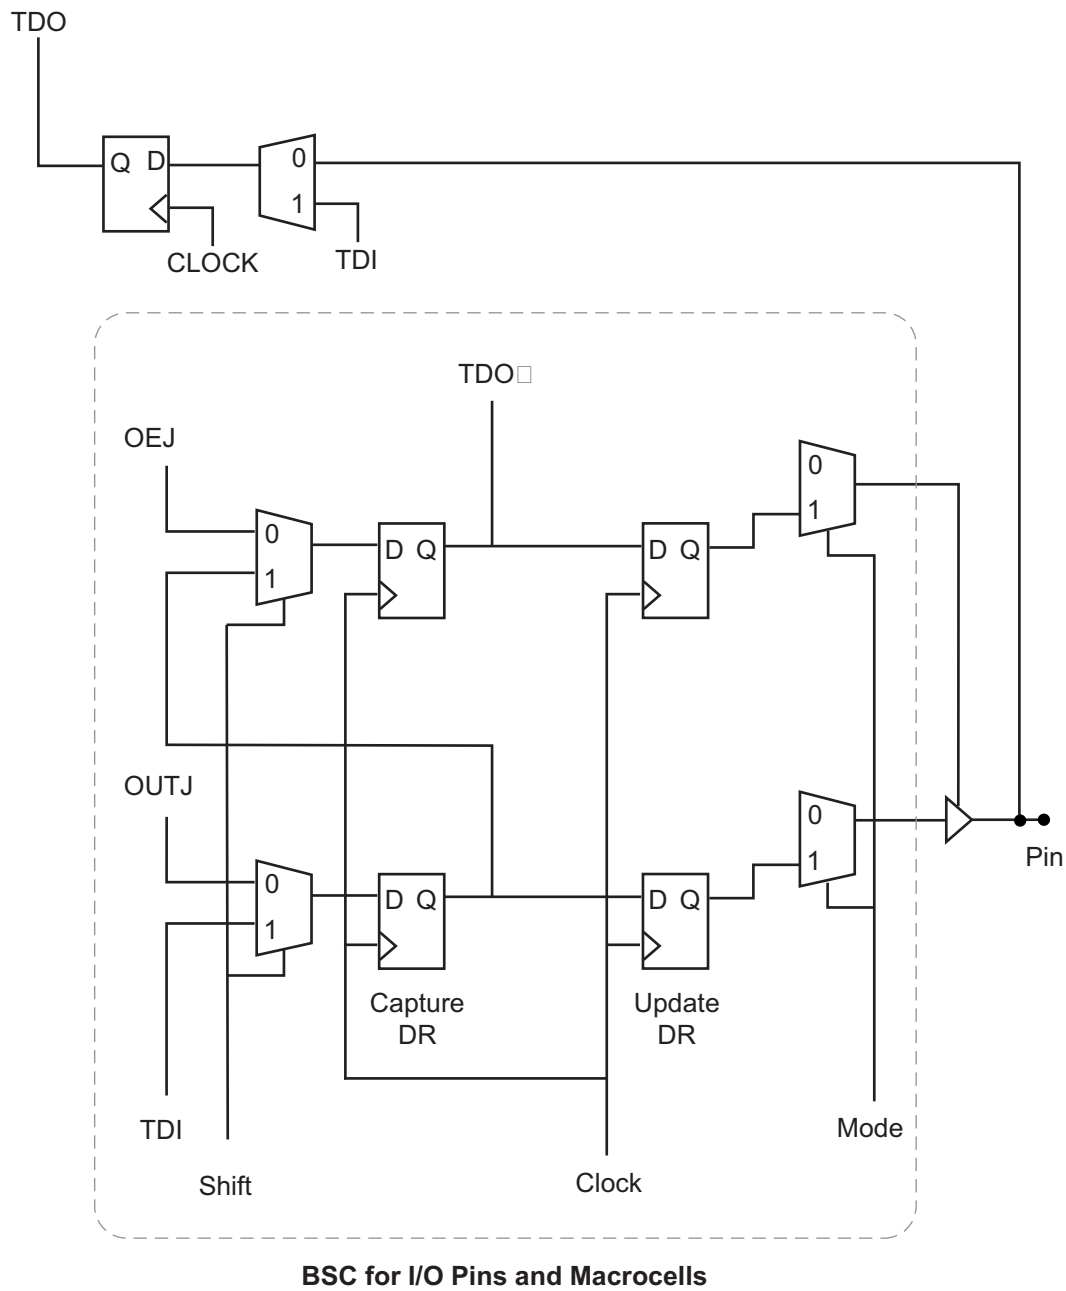 TDO
Q D
0
1
CLOCK
TDI
TDO□
OEJ
0
1
D Q
D Q
0
1
OUTJ
0
1
D Q
D Q
0
1
Pin
Capture
DR
Update
DR
TDI
Mode
Shift
Clock
BSC for I/O Pins and Macrocells